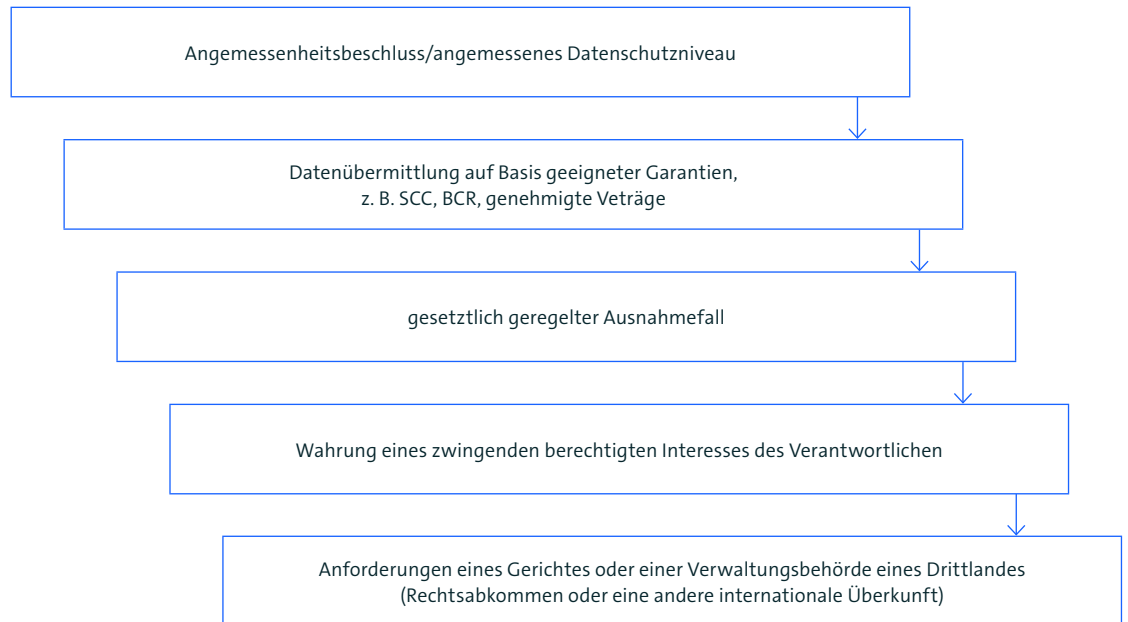 Angemessenheitsbeschluss/angemessenes Datenschutzniveau
Datenübermittlung auf Basis geeigneter Garantien,
z. B. SCC, BCR, genehmigte Veträge
gesetztlich geregelter Ausnahmefall
Wahrung eines zwingenden berechtigten Interesses des Verantwortlichen
Anforderungen eines Gerichtes oder einer Verwaltungsbehörde eines Drittlandes
(Rechtsabkommen oder eine andere internationale Überkunft)